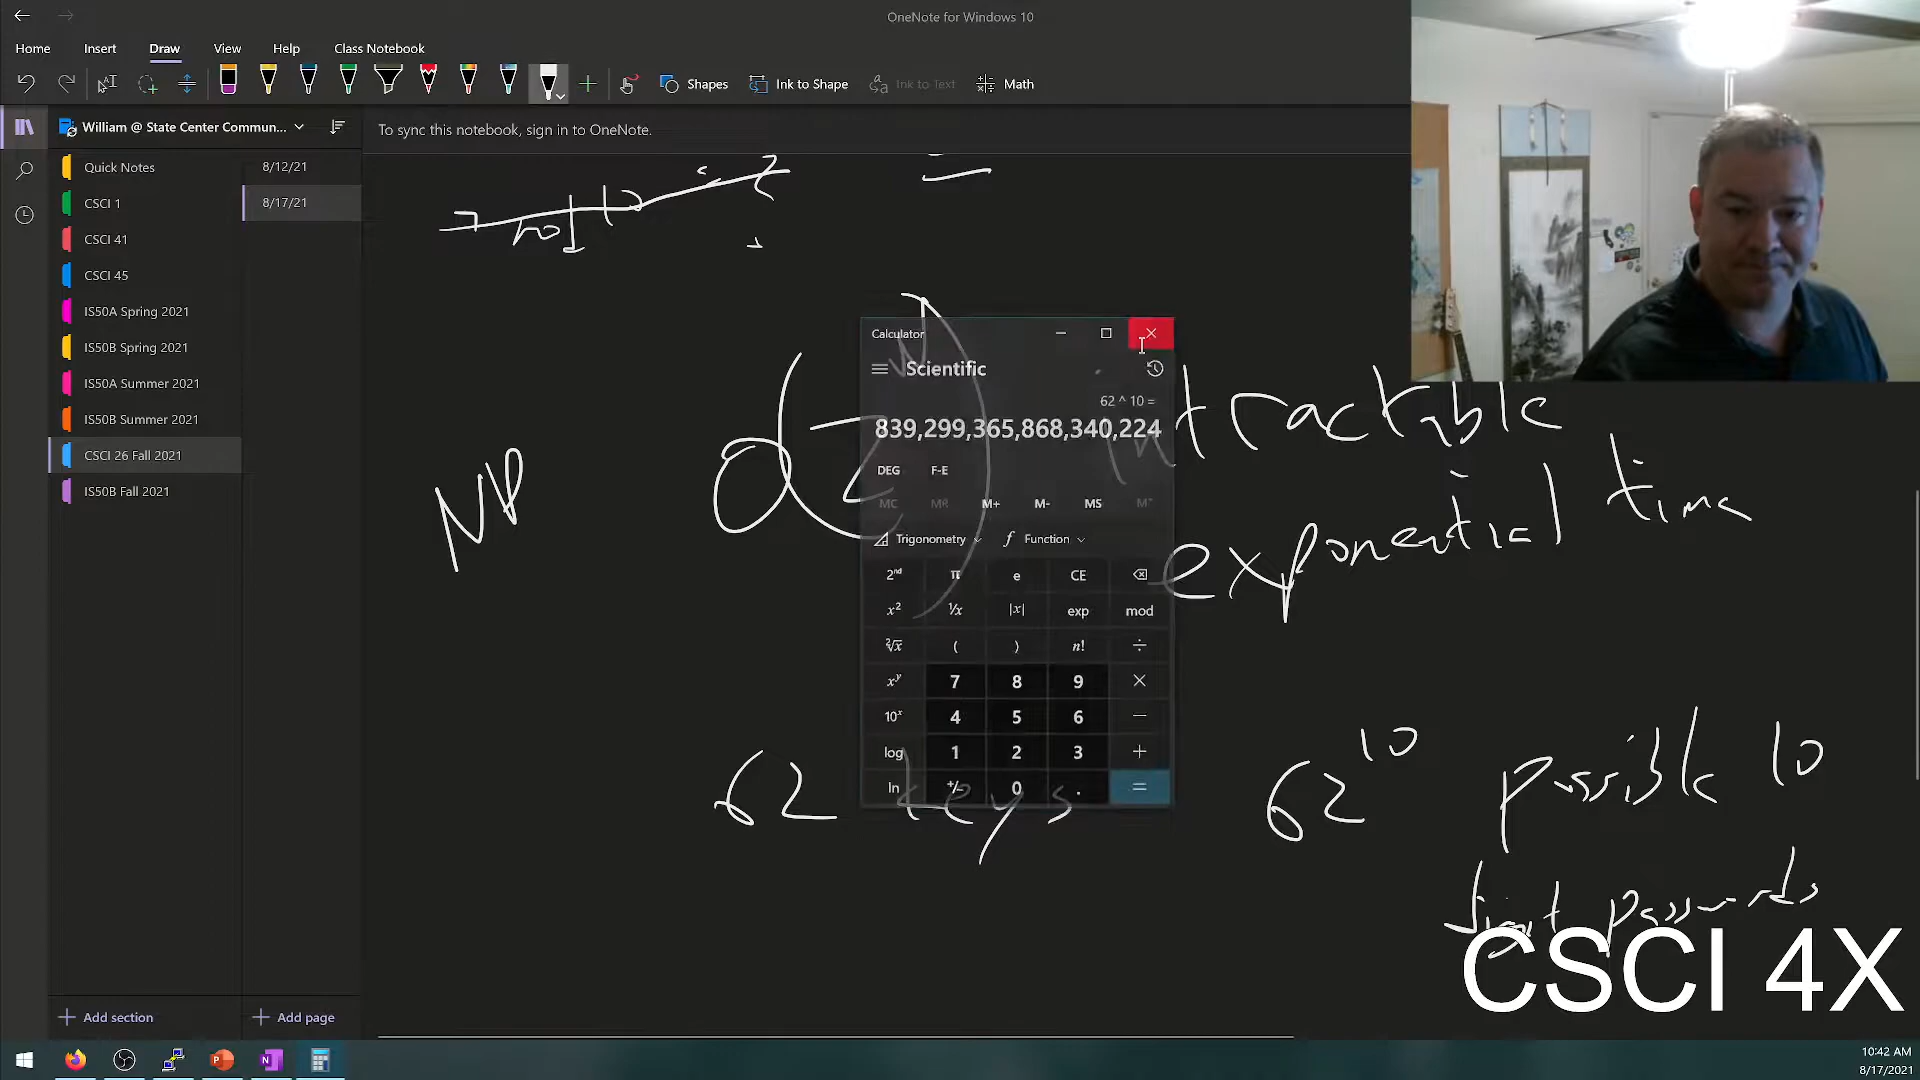 OneNote for Windows 10
Home Insert Draw View Help Class Notebook
Shapes Ink to Shape Ink to Text Math
William @ State Center Commun...
To sync this notebook, sign in to OneNote.
Quick Notes
CSCI 1
CSCI 41
CSCI 45
IS50A Spring 2021
IS50B Spring 2021
IS50A Summer 2021
IS50B Summer 2021
CSCI 26 Fall 2021
IS50B Fall 2021
8/12/21
8/17/21
NP
intractable
exponential time
62 keys
62^10 possible 10
digit passwords
Calculator
Scientific
62 ^ 10 =
839,299,365,868,340,224
DEG F-E
MC MR M+ M- MS M˅
Trigonometry Function
2nd π e CE
x² ¹/x |x| exp mod
²√x ( ) n! ÷
xʸ 7 8 9 ×
10ˣ 4 5 6 −
log 1 2 3 +
ln +/- 0 . =
CSCI 4X
Add section
Add page
10:42 AM
8/17/2021